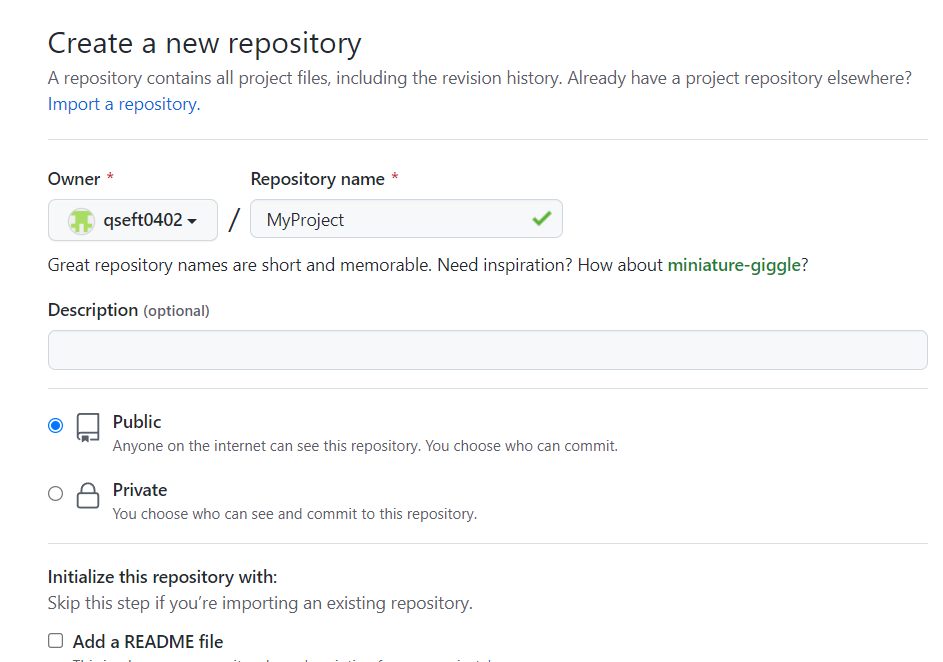 Create a new repository
A repository contains all project files, including the revision history. Already have a project repository elsewhere?
Import a repository.
Owner * Repository name *
qseft0402 / MyProject
Great repository names are short and memorable. Need inspiration? How about miniature-giggle?
Description (optional)
Public
Anyone on the internet can see this repository. You choose who can commit.
Private
You choose who can see and commit to this repository.
Initialize this repository with:
Skip this step if you’re importing an existing repository.
Add a README file